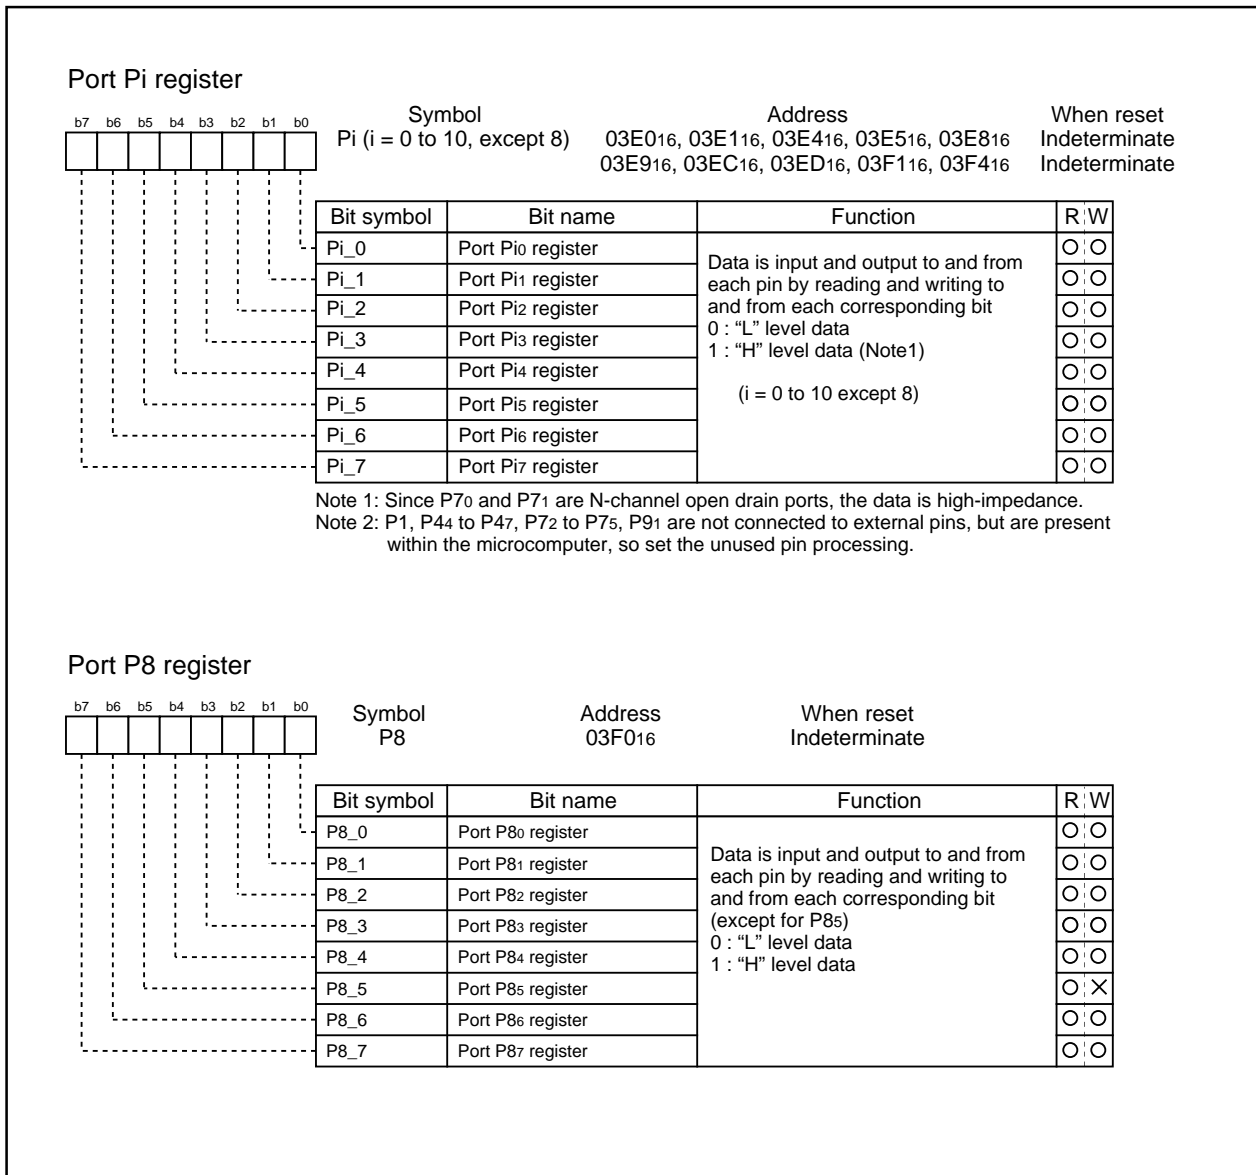 Port Pi register
b7 b6 b5 b4 b3 b2 b1 b0
Symbol Address When reset
Pi (i = 0 to 10, except 8) 03E016, 03E116, 03E416, 03E516, 03E816 Indeterminate
03E916, 03EC16, 03ED16, 03F116, 03F416 Indeterminate
Bit symbol Bit name Function R W
Pi_0 Port Pi0 register
Pi_1 Port Pi1 register
Pi_2 Port Pi2 register
Pi_3 Port Pi3 register
Pi_4 Port Pi4 register
Pi_5 Port Pi5 register
Pi_6 Port Pi6 register
Pi_7 Port Pi7 register
Data is input and output to and from
each pin by reading and writing to
and from each corresponding bit
0 : “L” level data
1 : “H” level data (Note1)
(i = 0 to 10 except 8)
Note 1: Since P70 and P71 are N-channel open drain ports, the data is high-impedance.
Note 2: P1, P44 to P47, P72 to P75, P91 are not connected to external pins, but are present
within the microcomputer, so set the unused pin processing.
Port P8 register
b7 b6 b5 b4 b3 b2 b1 b0
Symbol Address When reset
P8 03F016 Indeterminate
Bit symbol Bit name Function R W
P8_0 Port P80 register
P8_1 Port P81 register
P8_2 Port P82 register
P8_3 Port P83 register
P8_4 Port P84 register
P8_5 Port P85 register
P8_6 Port P86 register
P8_7 Port P87 register
Data is input and output to and from
each pin by reading and writing to
and from each corresponding bit
(except for P85)
0 : “L” level data
1 : “H” level data